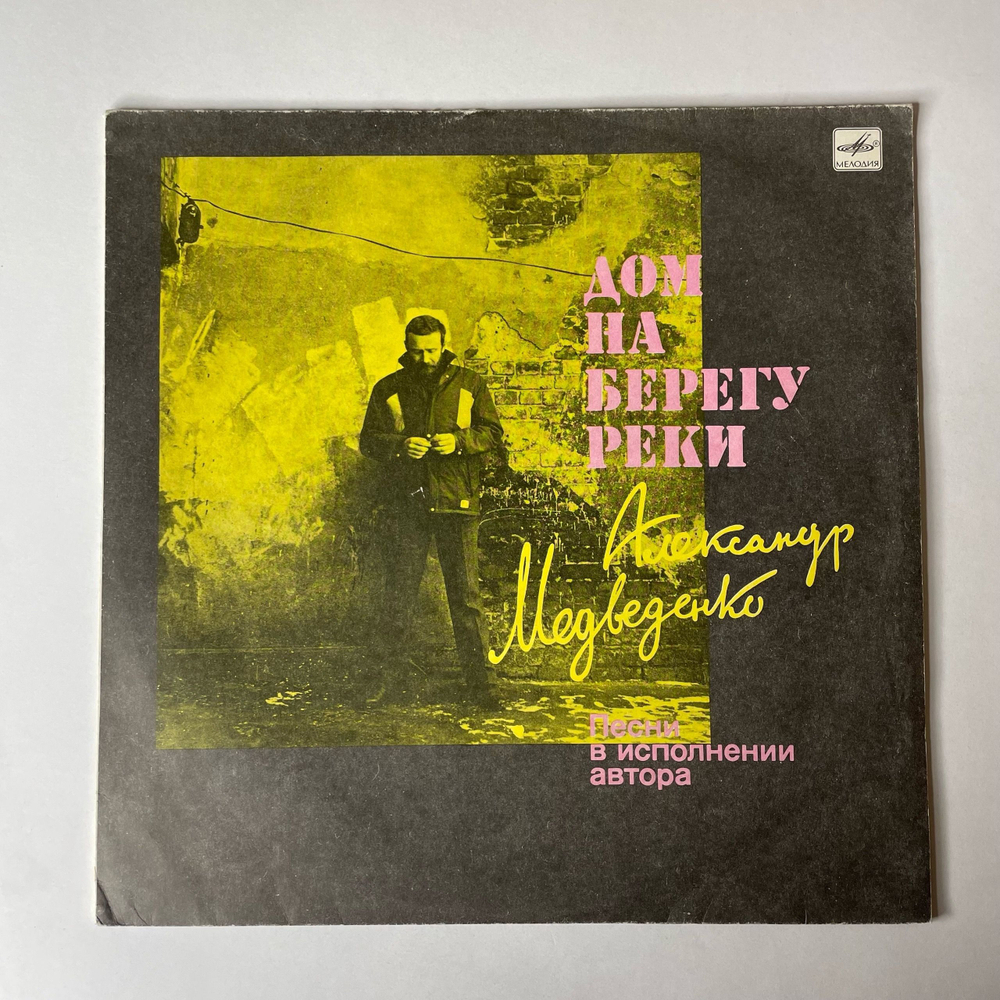 МЕЛОДИЯ
ДОМ
НА
БЕРЕГУ
РЕКИ
Александр
Медведенко
Песни
в исполнении
автора